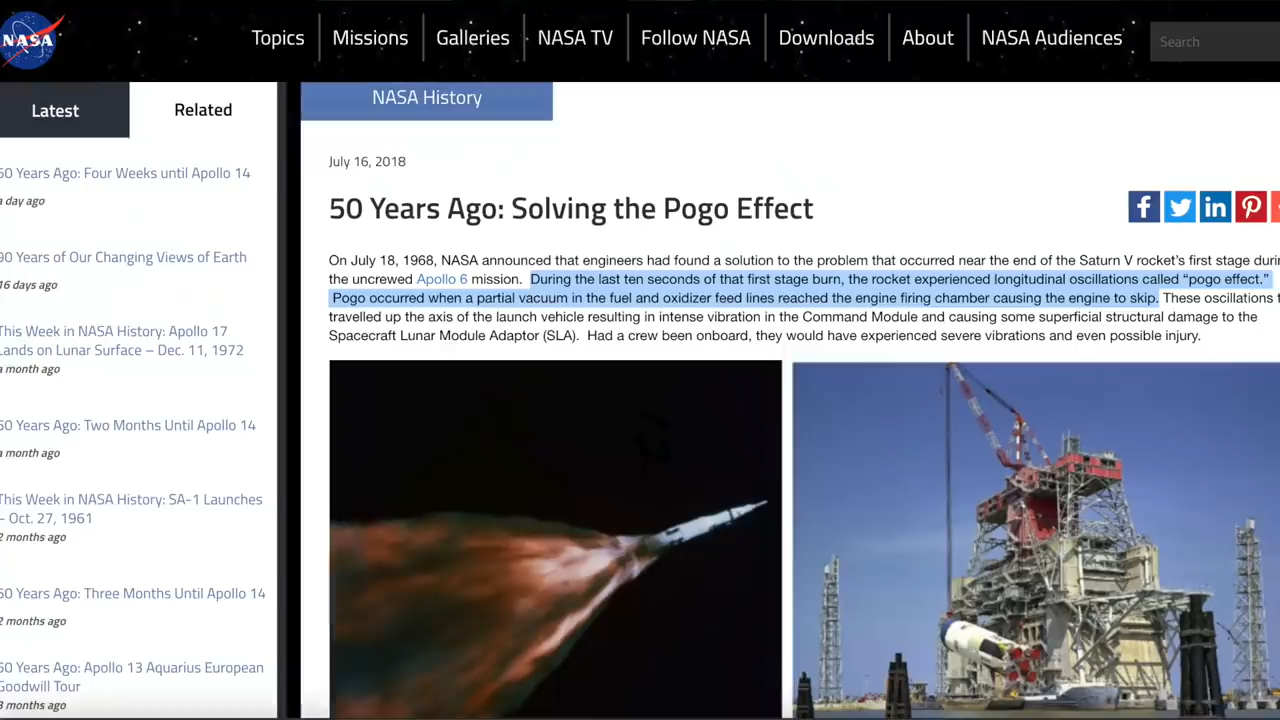 NASA
Topics
Missions
Galleries
NASA TV
Follow NASA
Downloads
About
NASA Audiences
Search
Latest
Related
50 Years Ago: Four Weeks until Apollo 14
a day ago
90 Years of Our Changing Views of Earth
16 days ago
This Week in NASA History: Apollo 17
Lands on Lunar Surface – Dec. 11, 1972
a month ago
50 Years Ago: Two Months Until Apollo 14
a month ago
This Week in NASA History: SA-1 Launches
– Oct. 27, 1961
2 months ago
50 Years Ago: Three Months Until Apollo 14
2 months ago
50 Years Ago: Apollo 13 Aquarius European
Goodwill Tour
3 months ago
NASA History
July 16, 2018
50 Years Ago: Solving the Pogo Effect
On July 18, 1968, NASA announced that engineers had found a solution to the problem that occurred near the end of the Saturn V rocket's first stage
the uncrewed Apollo 6 mission. During the last ten seconds of that first stage burn, the rocket experienced longitudinal oscillations called "pogo effect."
Pogo occurred when a partial vacuum in the fuel and oxidizer feed lines reached the engine firing chamber causing the engine to skip. These oscillations
travelled up the axis of the launch vehicle resulting in intense vibration in the Command Module and causing some superficial structural damage to the
Spacecraft Lunar Module Adaptor (SLA). Had a crew been onboard, they would have experienced severe vibrations and even possible injury.